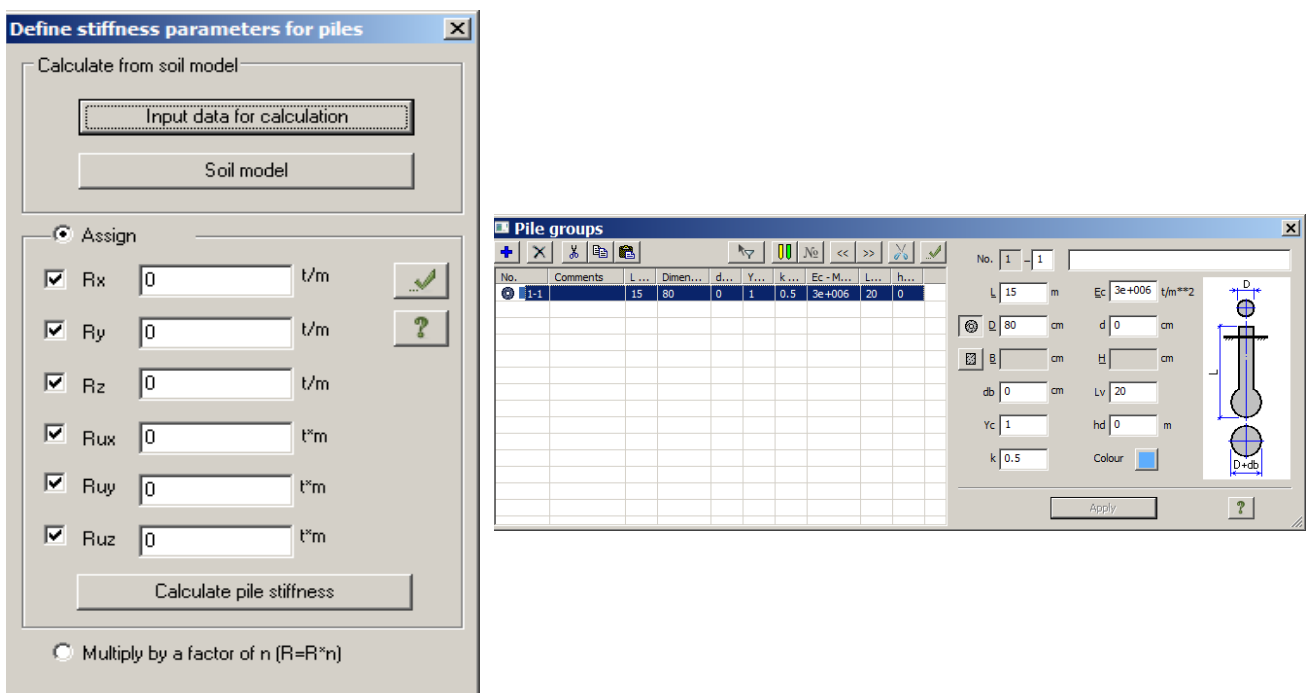 Define stiffness parameters for piles
Calculate from soil model
Input data for calculation
Soil model
Assign
Rx 0 t/m
Ry 0 t/m
Rz 0 t/m
Rux 0 t*m
Ruy 0 t*m
Ruz 0 t*m
Calculate pile stiffness
Multiply by a factor of n (R=R*n)
Pile groups
№ << >>
No. Comments L ... Dimen... d... Y... k ... Ec - M... L... h...
1-1 15 80 0 1 0.5 3e+006 20 0
No. 1 - 1
L 15 m Ec 3e+006 t/m**2
D 80 cm d 0 cm
B cm H cm
db 0 cm Lv 20
Yc 1 hd 0 m
k 0.5 Colour
Apply ?
D
L
D+db